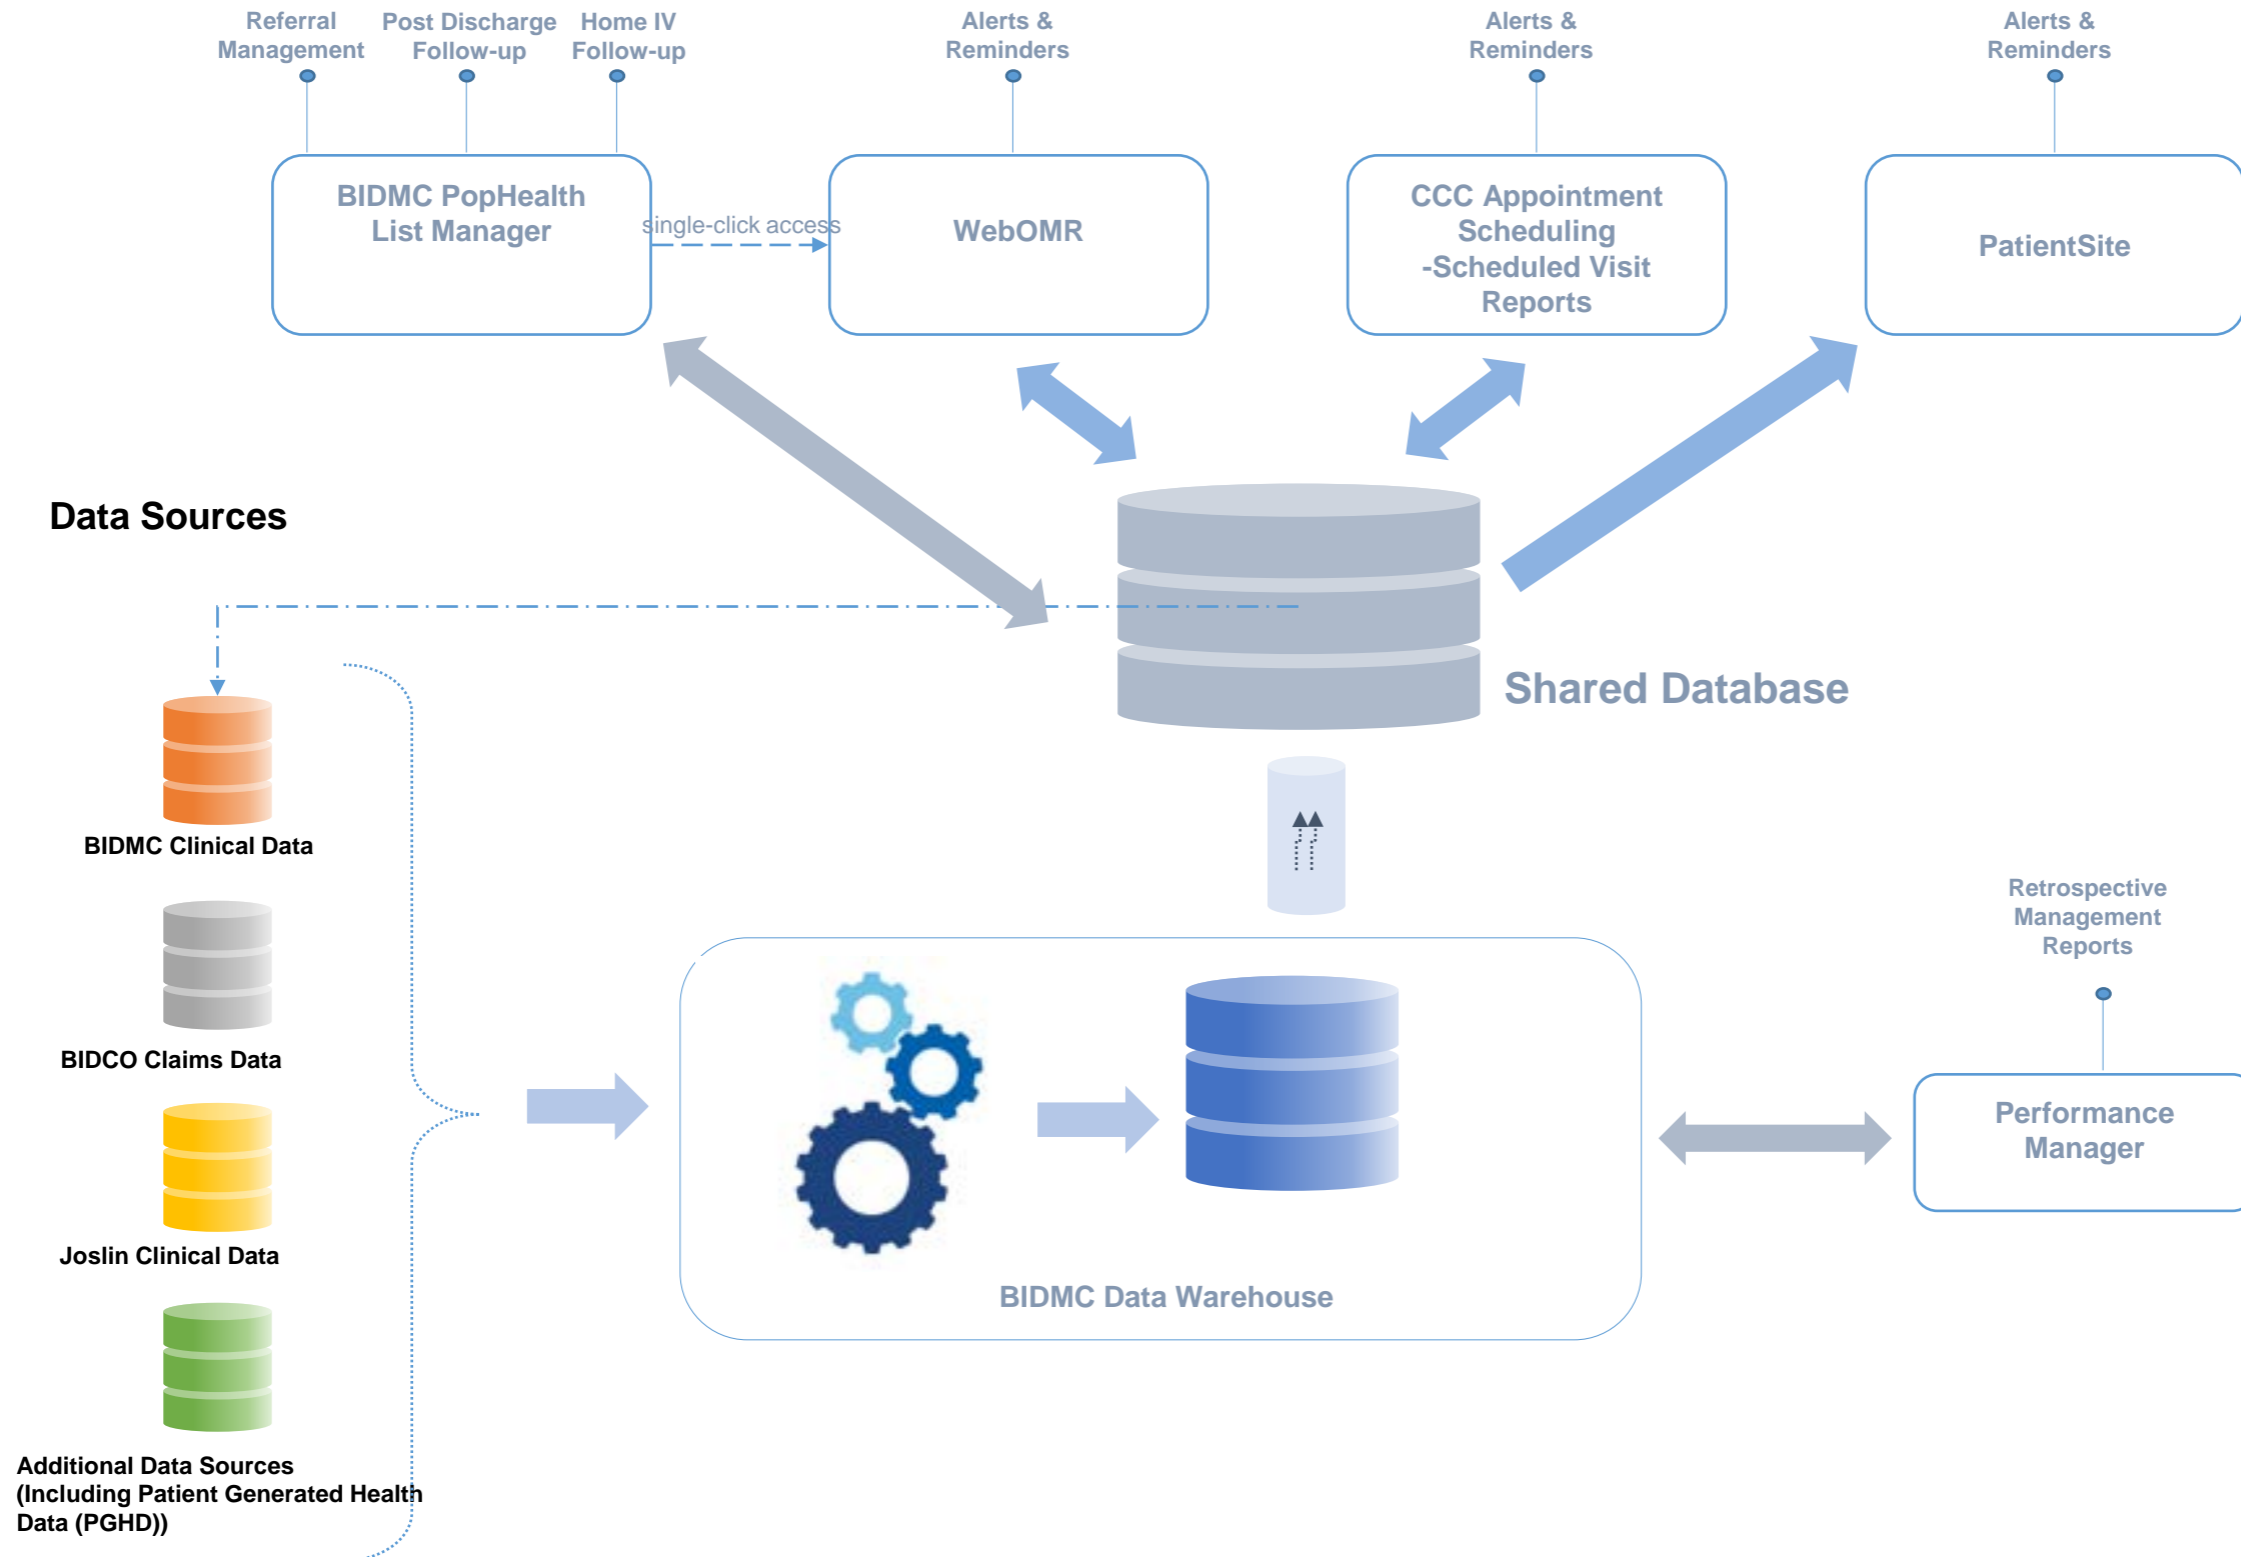 Referral
Management
Post Discharge
Follow-up
Home IV
Follow-up
Alerts &
Reminders
Alerts &
Reminders
Alerts &
Reminders
BIDMC PopHealth
List Manager
single-click access
WebOMR
CCC Appointment
Scheduling
-Scheduled Visit
Reports
PatientSite
Data Sources
Shared Database
BIDMC Clinical Data
BIDCO Claims Data
Joslin Clinical Data
Additional Data Sources
(Including Patient Generated Health
Data (PGHD))
BIDMC Data Warehouse
Retrospective
Management
Reports
Performance
Manager